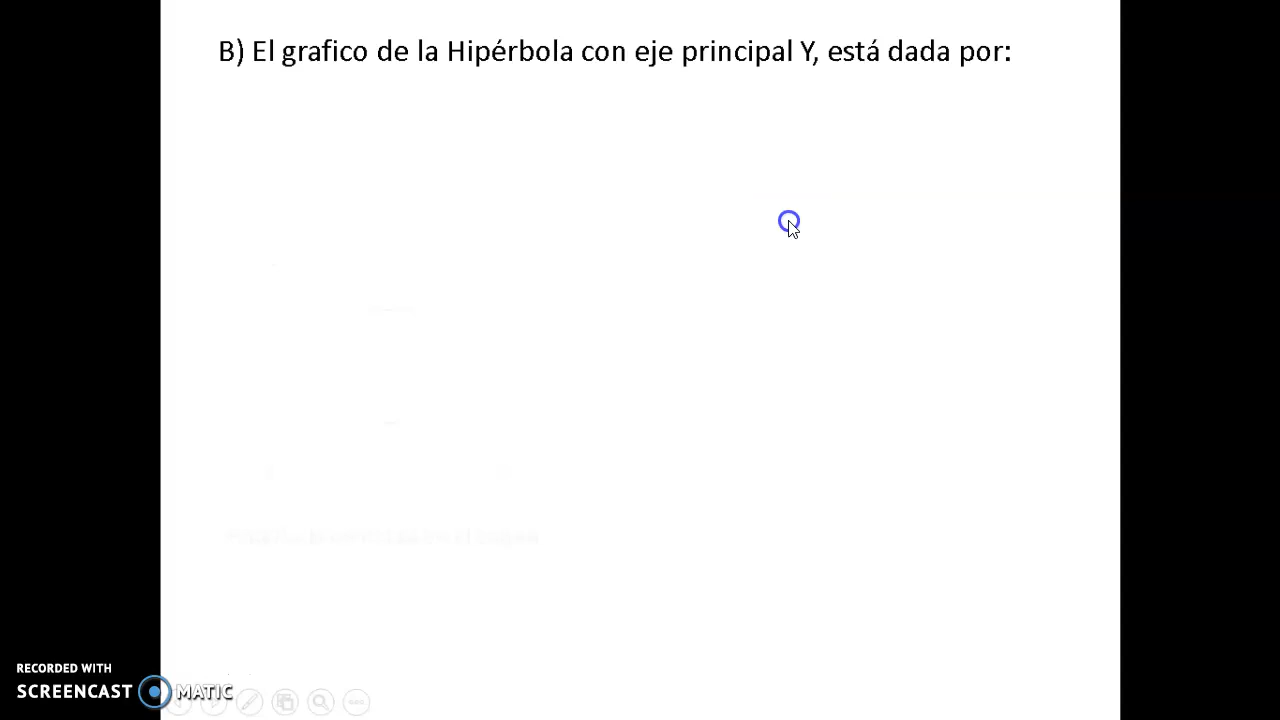 B) El grafico de la Hipérbola con eje principal Y, está dada por:
RECORDED WITH
SCREENCAST MATIC